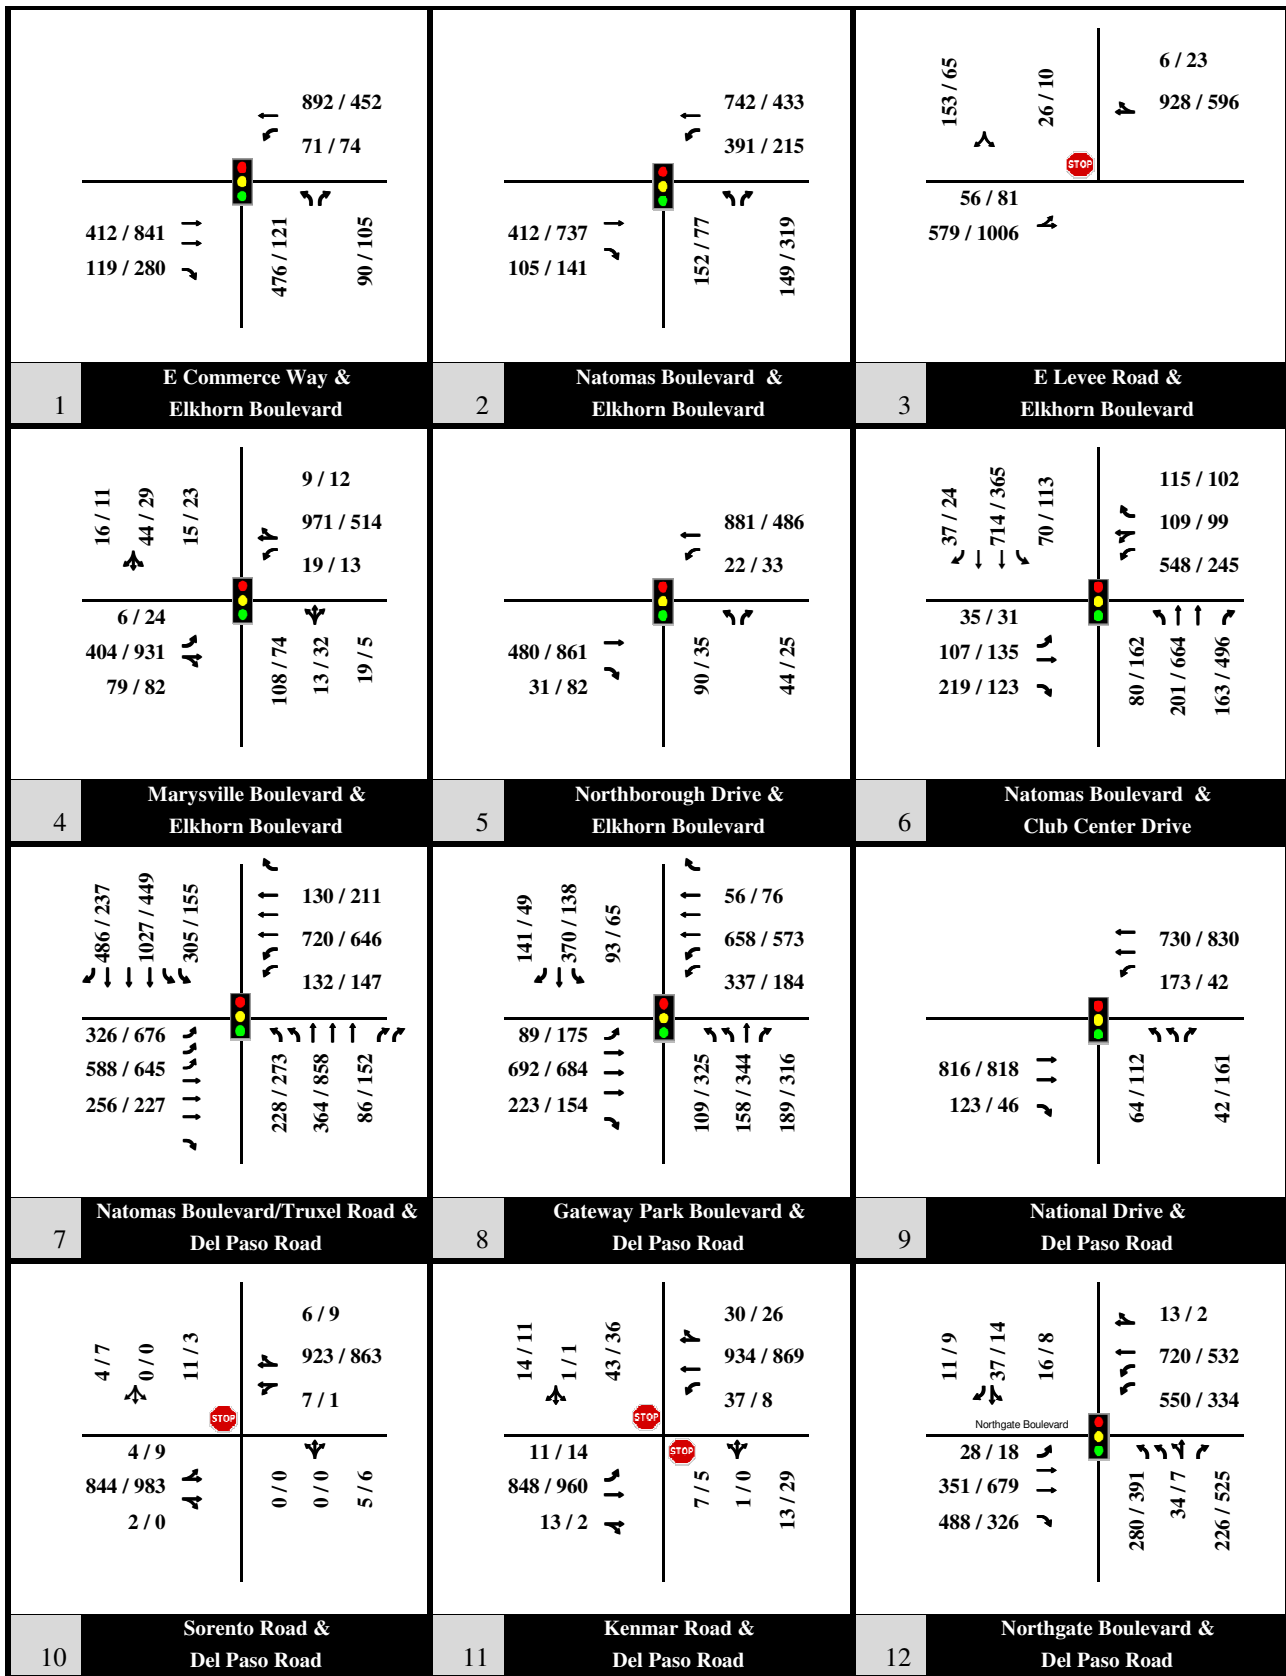 892 / 452
71 / 74
412 / 841
119 / 280
476 / 121
90 / 105
1
E Commerce Way &
Elkhorn Boulevard
742 / 433
391 / 215
412 / 737
105 / 141
152 / 77
149 / 319
2
Natomas Boulevard &
Elkhorn Boulevard
153 / 65
26 / 10
6 / 23
928 / 596
STOP
56 / 81
579 / 1006
3
E Levee Road &
Elkhorn Boulevard
16 / 11
44 / 29
15 / 23
9 / 12
971 / 514
19 / 13
6 / 24
404 / 931
79 / 82
108 / 74
13 / 32
19 / 5
4
Marysville Boulevard &
Elkhorn Boulevard
881 / 486
22 / 33
480 / 861
31 / 82
90 / 35
44 / 25
5
Northborough Drive &
Elkhorn Boulevard
37 / 24
714 / 365
70 / 113
115 / 102
109 / 99
548 / 245
35 / 31
107 / 135
219 / 123
80 / 162
201 / 664
163 / 496
6
Natomas Boulevard &
Club Center Drive
486 / 237
1027 / 449
305 / 155
130 / 211
720 / 646
132 / 147
326 / 676
588 / 645
256 / 227
228 / 273
364 / 858
86 / 152
7
Natomas Boulevard/Truxel Road &
Del Paso Road
141 / 49
370 / 138
93 / 65
56 / 76
658 / 573
337 / 184
89 / 175
692 / 684
223 / 154
109 / 325
158 / 344
189 / 316
8
Gateway Park Boulevard &
Del Paso Road
730 / 830
173 / 42
816 / 818
123 / 46
64 / 112
42 / 161
9
National Drive &
Del Paso Road
4 / 7
0 / 0
11 / 3
6 / 9
923 / 863
7 / 1
STOP
4 / 9
844 / 983
2 / 0
0 / 0
0 / 0
5 / 6
10
Sorento Road &
Del Paso Road
14 / 11
1 / 1
43 / 36
30 / 26
934 / 869
37 / 8
STOP
STOP
11 / 14
848 / 960
13 / 2
7 / 5
1 / 0
13 / 29
11
Kenmar Road &
Del Paso Road
11 / 9
37 / 14
16 / 8
13 / 2
720 / 532
550 / 334
Northgate Boulevard
28 / 18
351 / 679
488 / 326
280 / 391
34 / 7
226 / 525
12
Northgate Boulevard &
Del Paso Road